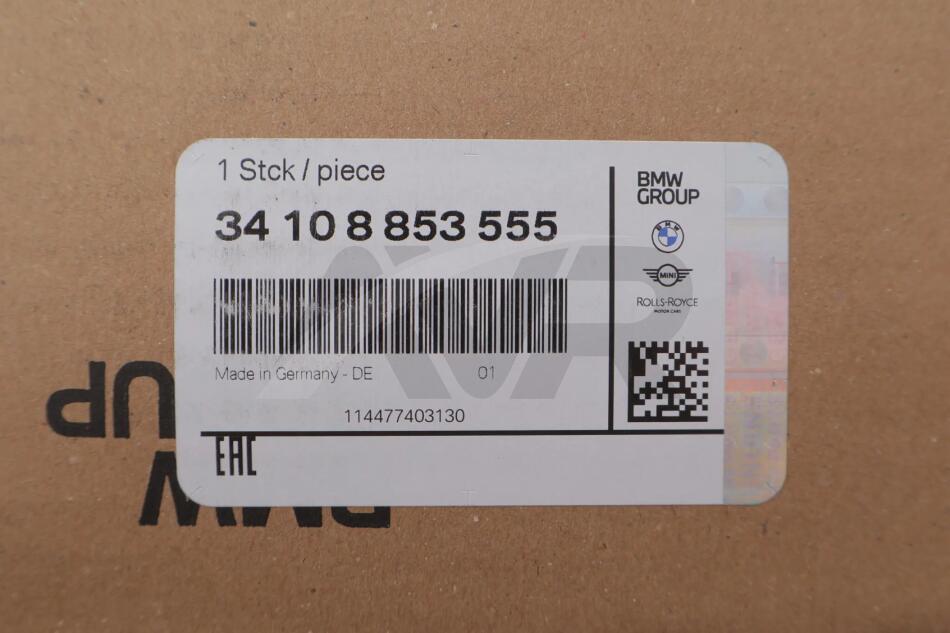 1 Stck / piece
34 10 8 853 555
Made in Germany - DE 01
114477403130
EAC
BMW
GROUP
BMW
MINI
ROLLS-ROYCE
MOTOR CARS
AVR
UP